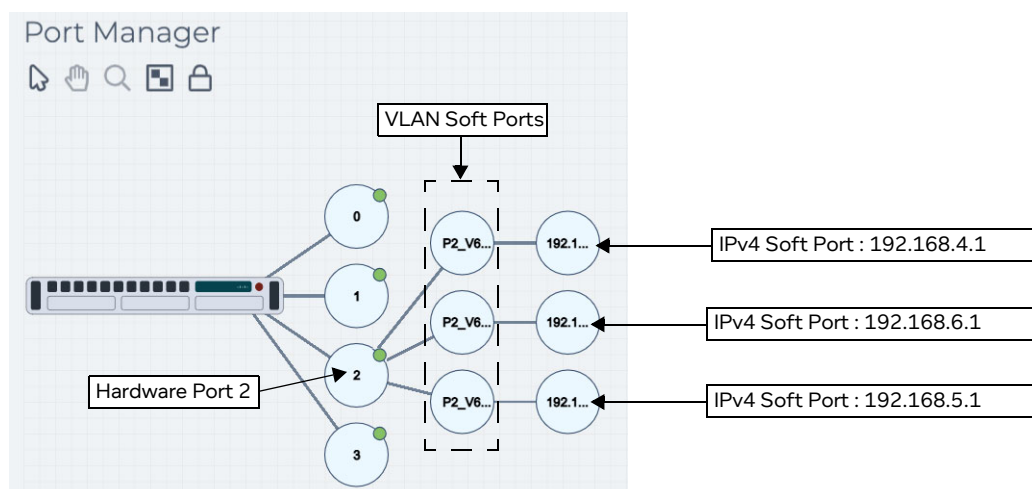 Port Manager
VLAN Soft Ports
0
P2_V6...
192.1...
IPv4 Soft Port : 192.168.4.1
1
P2_V6...
192.1...
IPv4 Soft Port : 192.168.6.1
Hardware Port 2
2
P2_V6...
192.1...
IPv4 Soft Port : 192.168.5.1
3